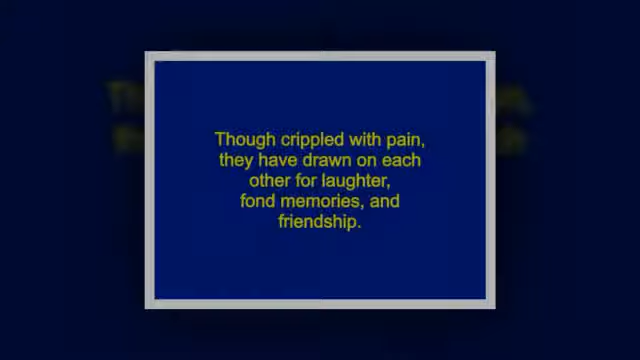 Though crippled with pain,
they have drawn on each
other for laughter,
fond memories, and
friendship.